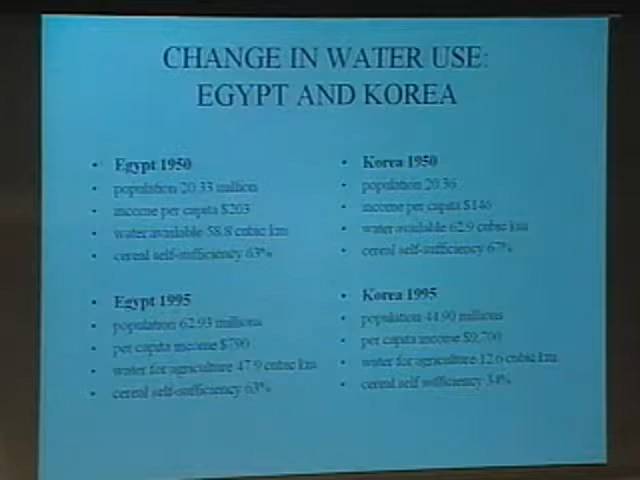 CHANGE IN WATER USE:
EGYPT AND KOREA
• Egypt 1950
• population 20.33 million
• income per capita $203
• water available 58.8 cubic km
• cereal self-sufficiency 63%
• Egypt 1995
• population 62.93 millions
• per capita income $790
• water for agriculture 47.9 cubic km
• cereal self-sufficiency 63%
• Korea 1950
• population 20.36
• income per capita $146
• water available 62.9 cubic km
• cereal self-sufficiency 67%
• Korea 1995
• population 44.90 millions
• per capita income $9,700
• water for agriculture 12.6 cubic km
• cereal self sufficiency 34%